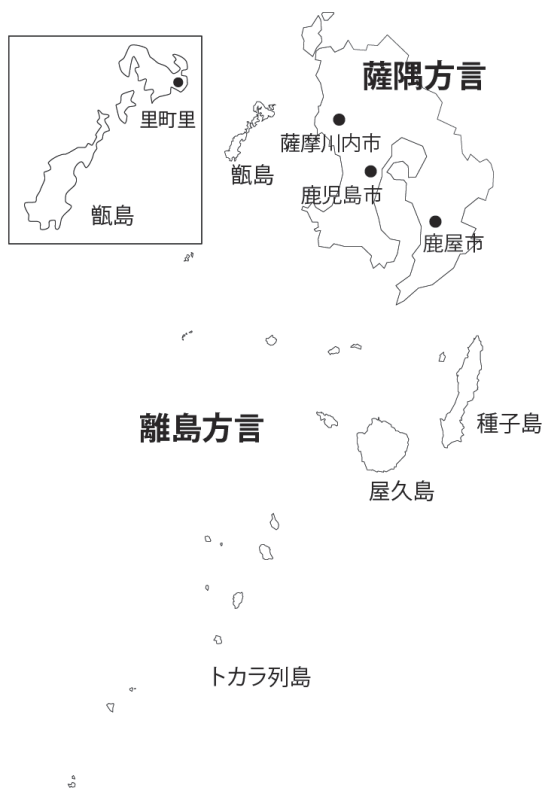 薩隅方言
里町里
薩摩川内市
甑島
鹿児島市
甑島
鹿屋市
離島方言
種子島
屋久島
トカラ列島